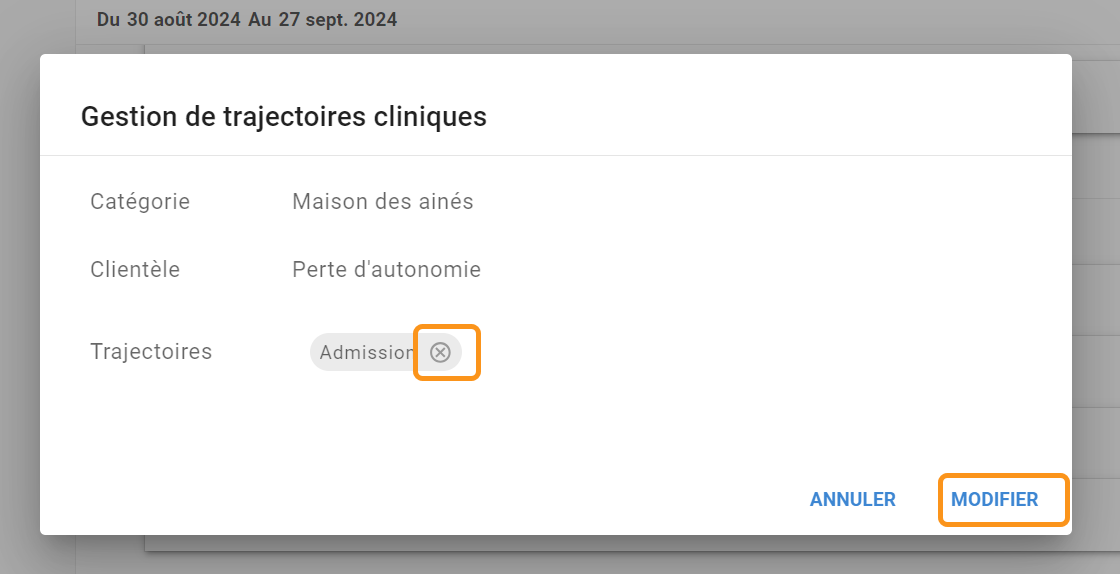 Du 30 août 2024 Au 27 sept. 2024
Gestion de trajectoires cliniques
Catégorie Maison des ainés
Clientèle Perte d'autonomie
Trajectoires Admission
ANNULER MODIFIER